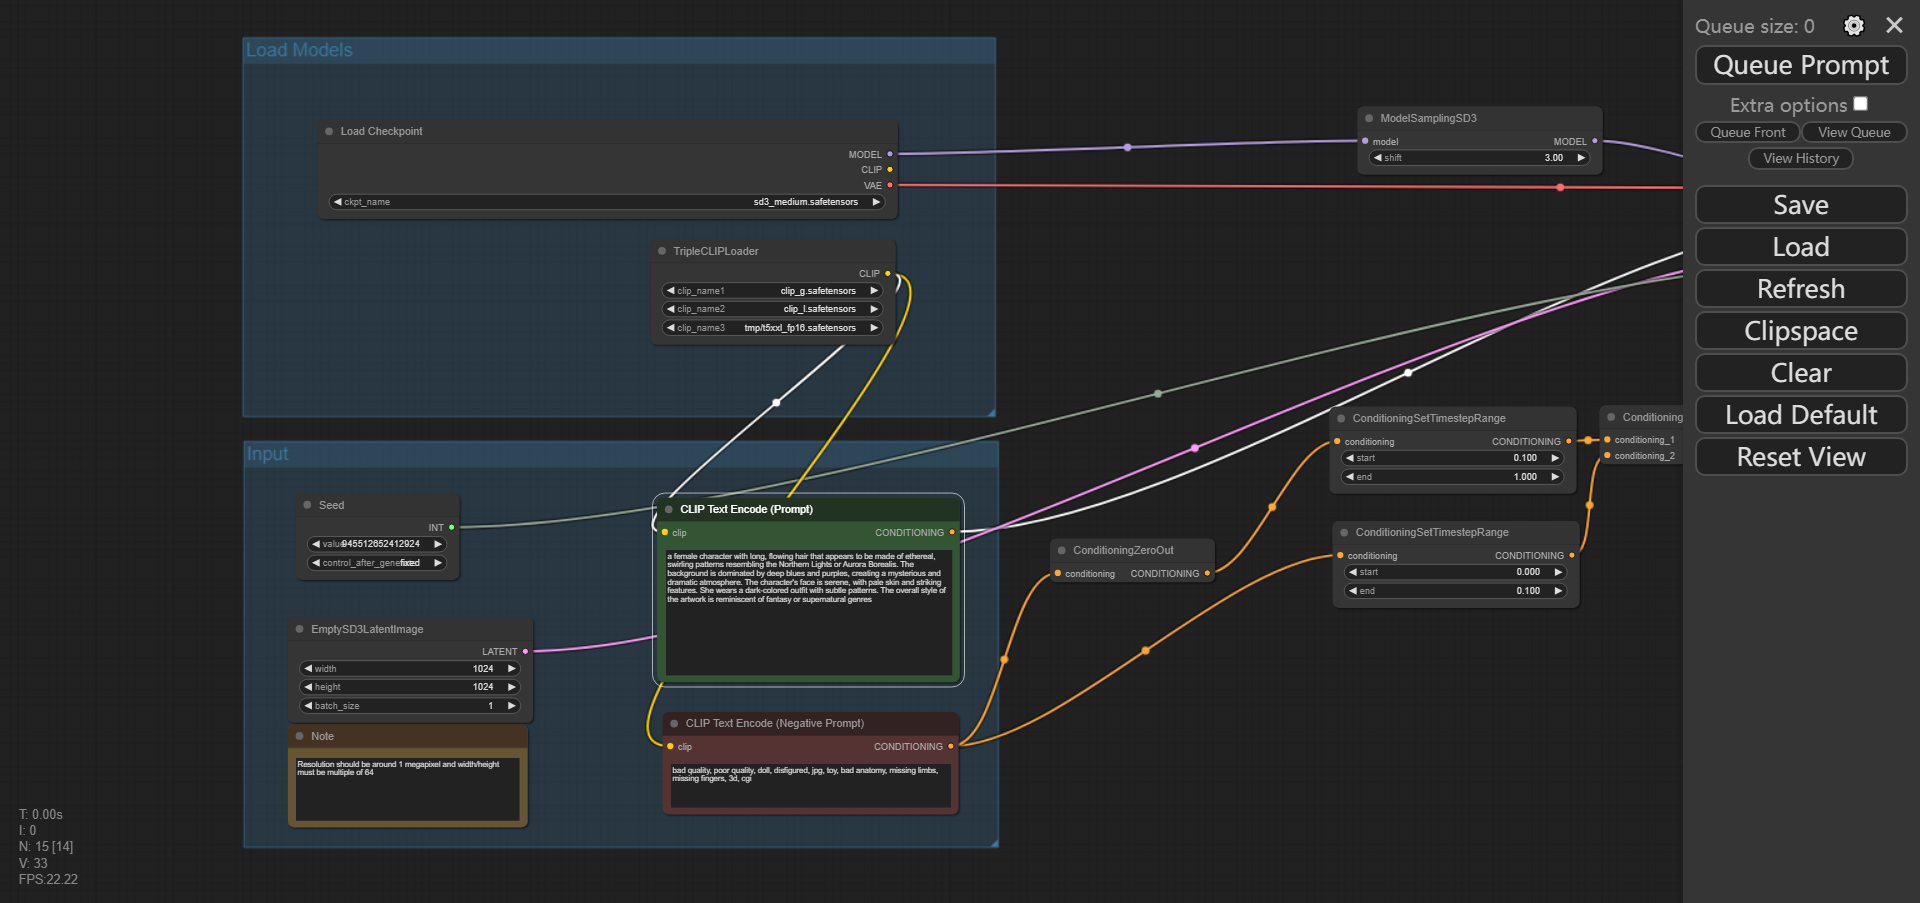 Load Models
Load Checkpoint
MODEL
CLIP
VAE
ckpt_name sd3_medium.safetensors
TripleCLIPLoader
CLIP
clip_name1 clip_g.safetensors
clip_name2 clip_l.safetensors
clip_name3 tmp/t5xxl_fp16.safetensors
ModelSamplingSD3
model MODEL
shift 3.00
Input
Seed
INT
945512652412924
control_after_gene fixed
EmptySD3LatentImage
LATENT
width 1024
height 1024
batch_size 1
Note
Resolution should be around 1 megapixel and width/height
must be multiple of 64
CLIP Text Encode (Prompt)
clip CONDITIONING
a female character with long, flowing hair that appears to be made of ethereal,
swirling patterns resembling the Northern Lights or Aurora Borealis. The
background is dominated by deep blues and purples, creating a mysterious and
dramatic atmosphere. The character's face is serene, with pale skin and striking
features. She wears a dark-colored outfit with subtle patterns. The overall style of
the artwork is reminiscent of fantasy or supernatural genres
CLIP Text Encode (Negative Prompt)
clip CONDITIONING
bad quality, poor quality, doll, disfigured, jpg, toy, bad anatomy, missing limbs,
missing fingers, 3d, cgi
ConditioningZeroOut
conditioning CONDITIONING
ConditioningSetTimestepRange
conditioning CONDITIONING
start 0.100
end 1.000
ConditioningSetTimestepRange
conditioning CONDITIONING
start 0.000
end 0.100
Conditioning
conditioning_1
conditioning_2
T: 0.00s
I: 0
N: 15 [14]
V: 33
FPS:22.22
Queue size: 0
Queue Prompt
Extra options
Queue Front View Queue
View History
Save
Load
Refresh
Clipspace
Clear
Load Default
Reset View